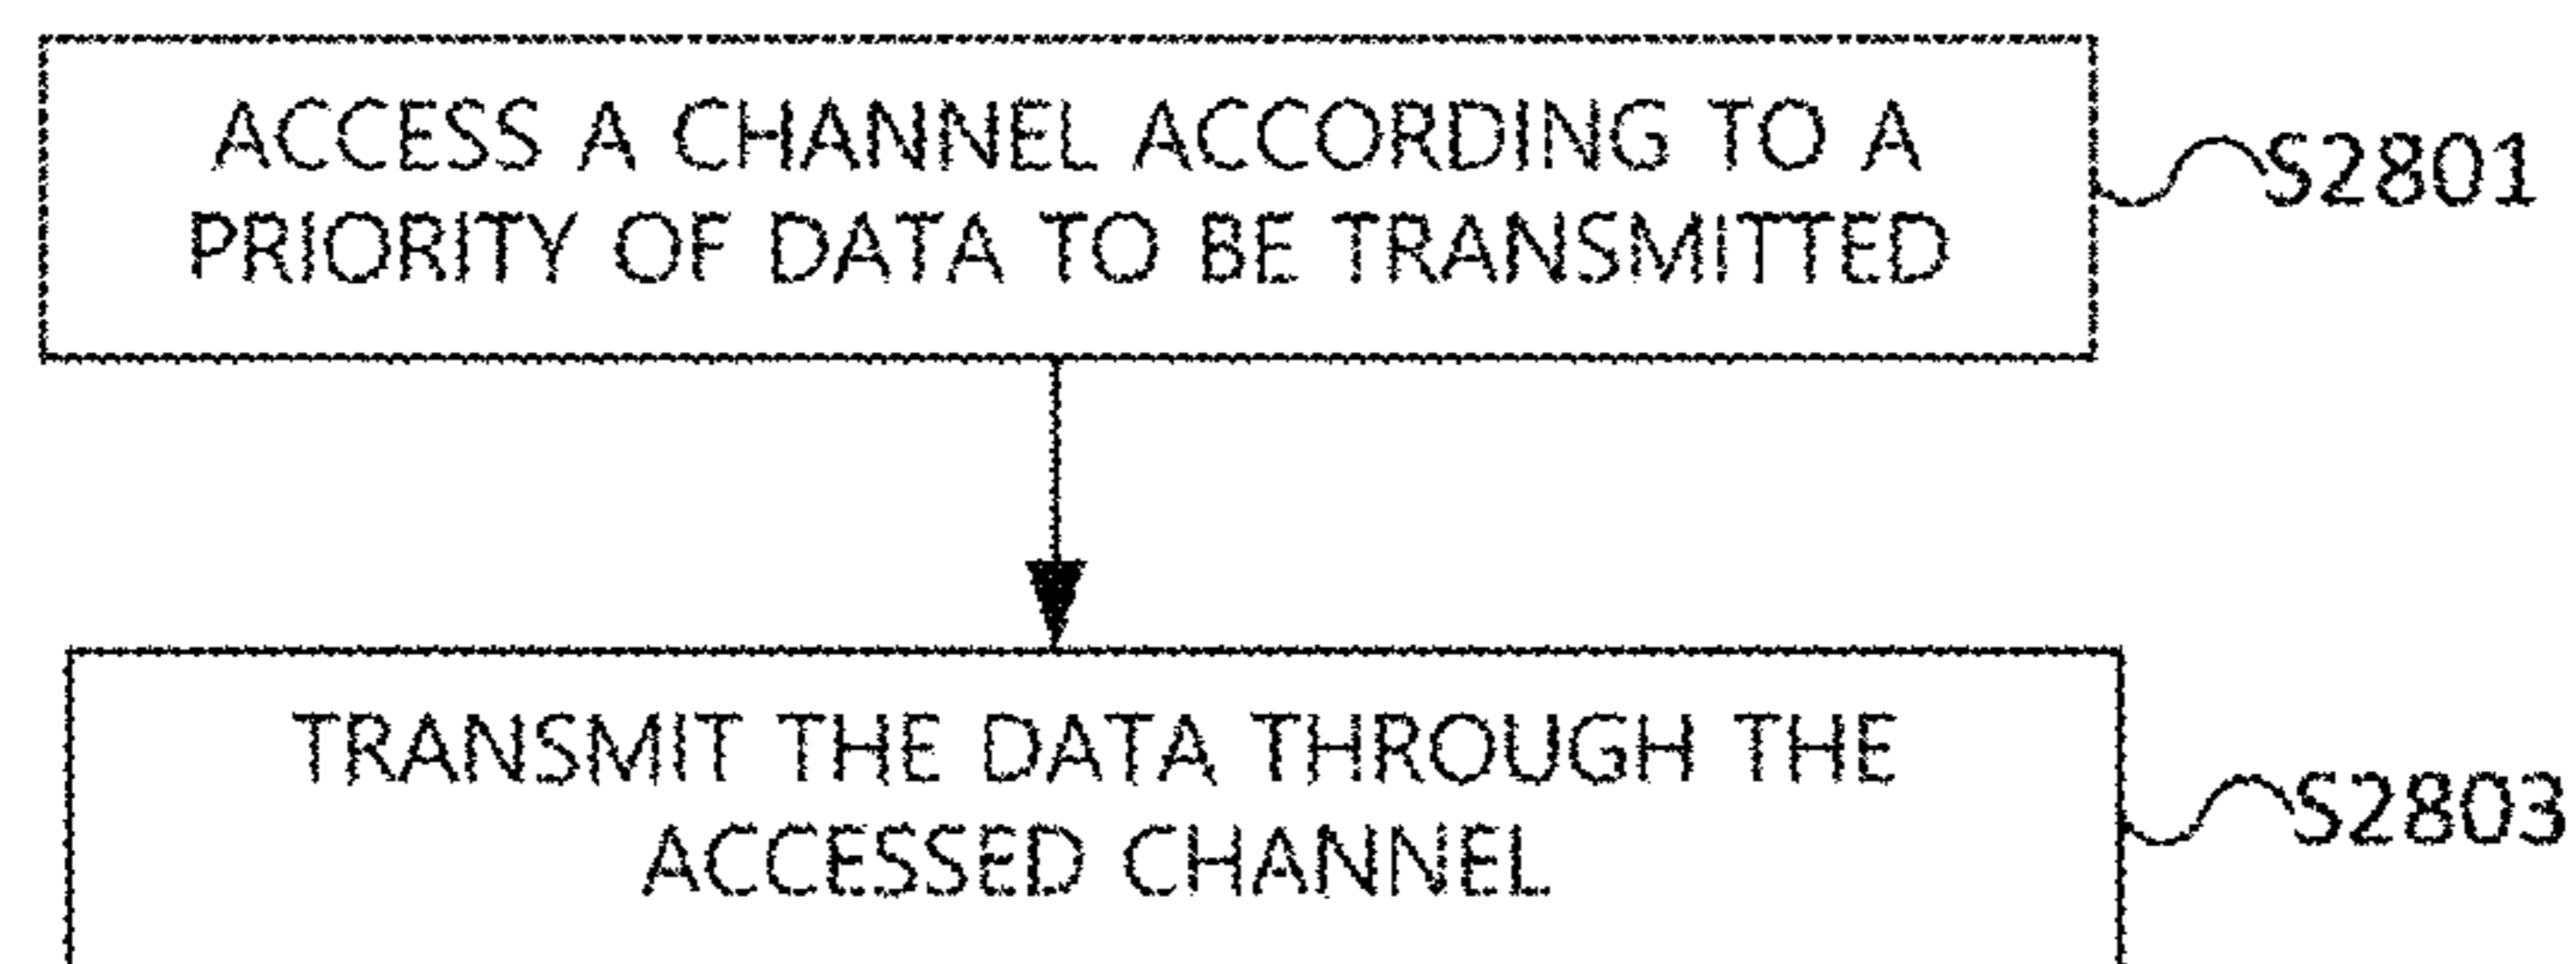 ACCESS A CHANNEL ACCORDING TO A
PRIORITY OF DATA TO BE TRANSMITTED
S2801
TRANSMIT THE DATA THROUGH THE
ACCESSED CHANNEL
S2803